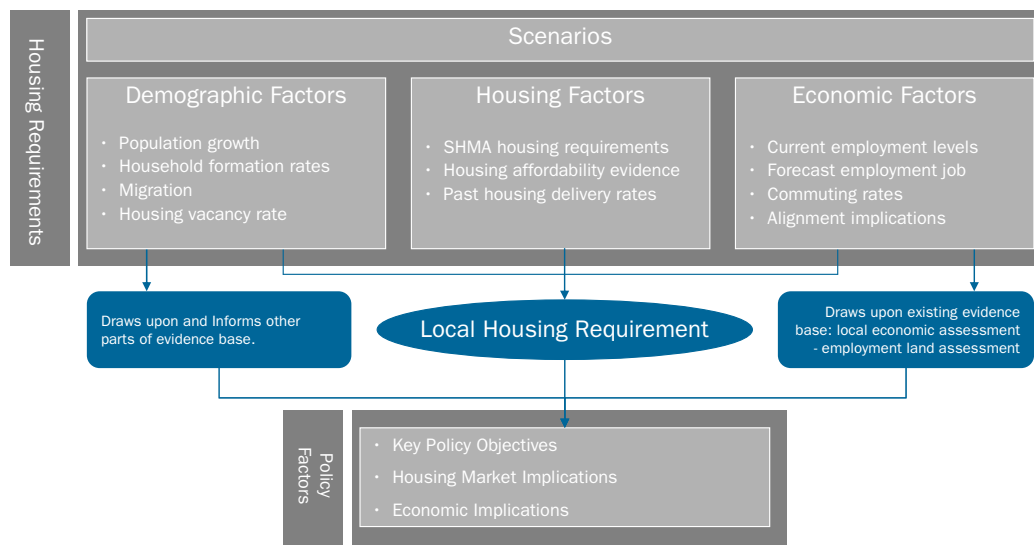 Housing Requirements
Scenarios
Demographic Factors
• Population growth
• Household formation rates
• Migration
• Housing vacancy rate
Housing Factors
• SHMA housing requirements
• Housing affordability evidence
• Past housing delivery rates
Economic Factors
• Current employment levels
• Forecast employment job
• Commuting rates
• Alignment implications
Draws upon and Informs other
parts of evidence base.
Local Housing Requirement
Draws upon existing evidence
base: local economic assessment
- employment land assessment
Policy
Factors
• Key Policy Objectives
• Housing Market Implications
• Economic Implications